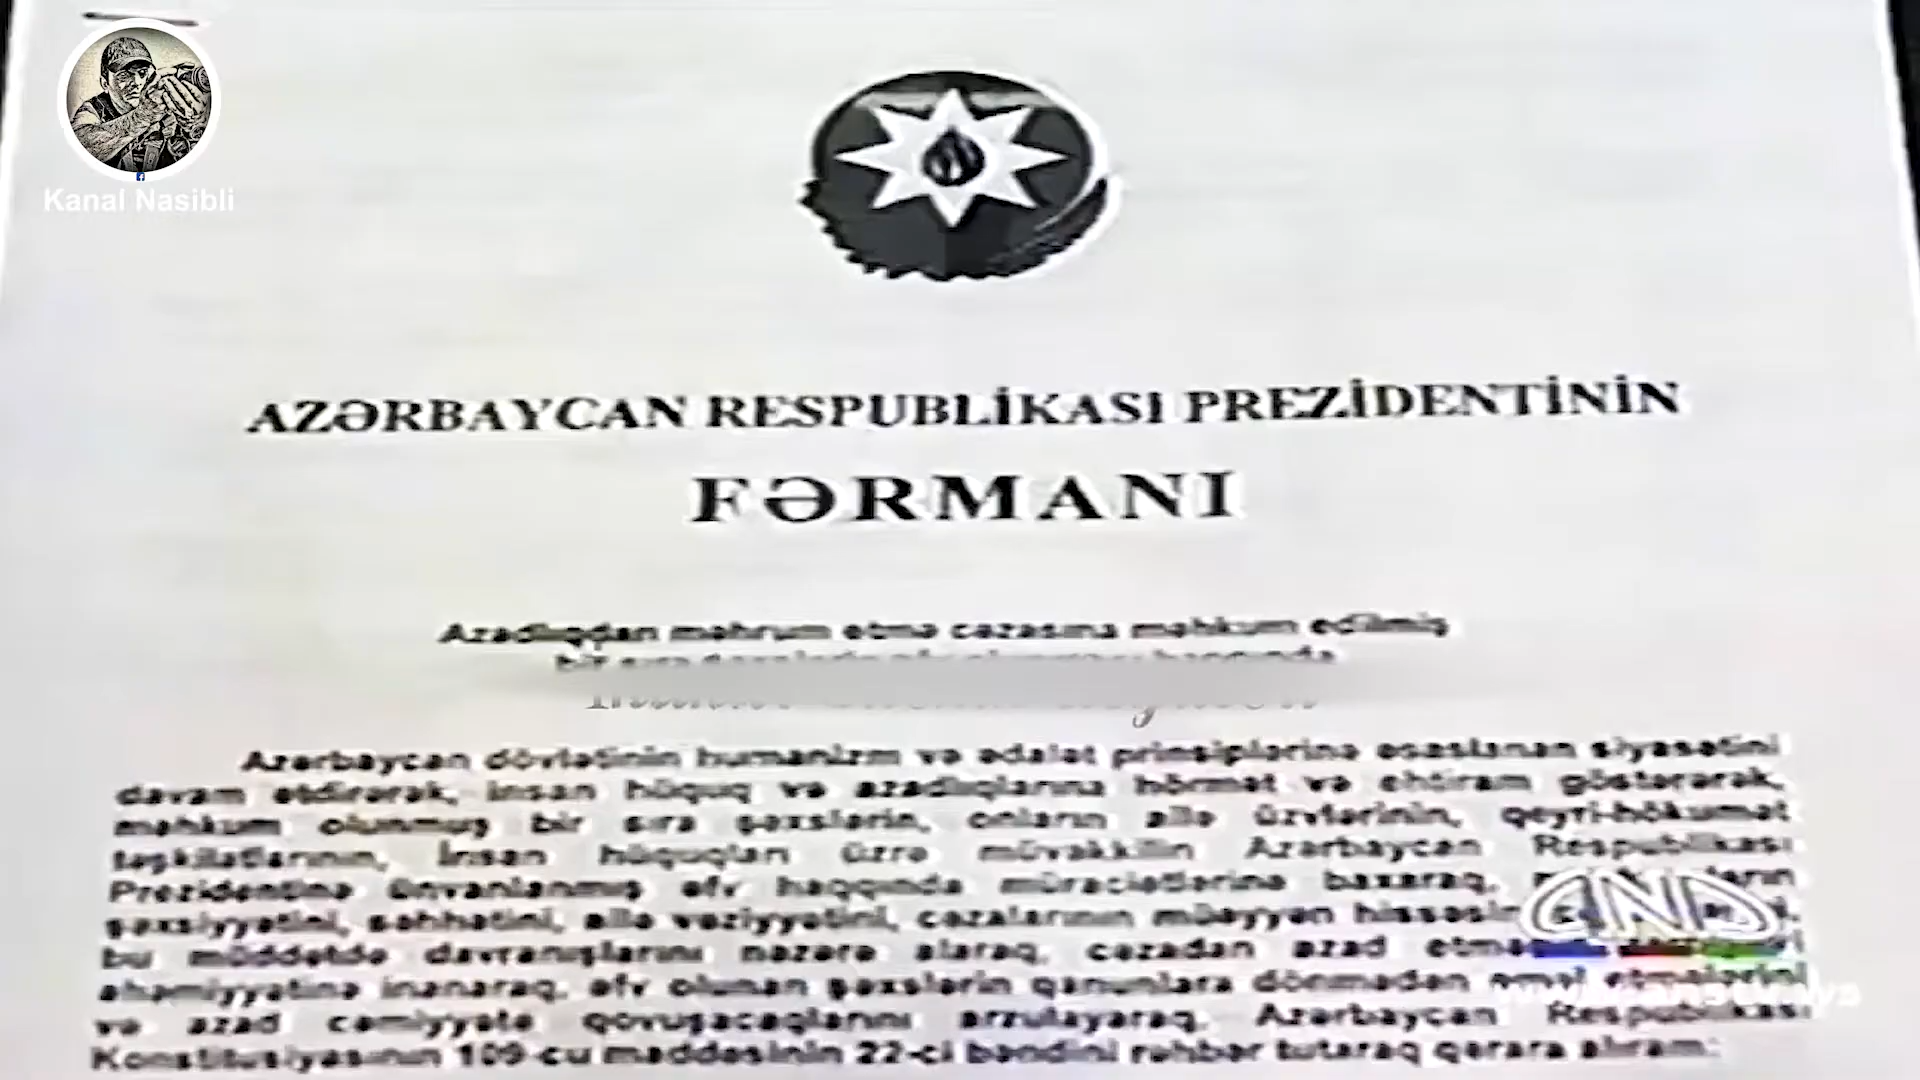 Kanal Nasibli
AZƏRBAYCAN RESPUBLİKASI PREZİDENTİNİN
FƏRMANI
Azadlıqdan məhrum etmə cəzasına məhkum edilmiş
bir sıra haqqında
Azərbaycan dövlətinin humanizm və ədalət prinsiplərinə əsaslanan siyasətini
davam etdirərək, insan hüquq və azadlıqlarına hörmət və ehtiram göstərərək,
məhkum olunmuş bir sıra şəxslərin, onların ailə üzvlərinin, qeyri-hökumət
təşkilatlarının, İnsan hüquqları üzrə müvəkkilin Azərbaycan Respublikası
Prezidentinə ünvanlanmış əfv haqqında müraciətlərinə baxaraq,
şəxsiyyətini, səhhətini, ailə vəziyyətini, cəzalarının müəyyən hissəsini
bu müddətdə davranışlarını nəzərə alaraq, cəzadan azad
əhəmiyyətinə inanaraq, əfv olunan şəxslərin qanunlara dönmədən əməl etmələrini
və azad cəmiyyətə qovuşacaqlarını arzulayaraq, Azərbaycan Respublikası
Konstitusiyasının 109-cu maddəsinin 22-ci bəndini rəhbər tutaraq qərara alıram: